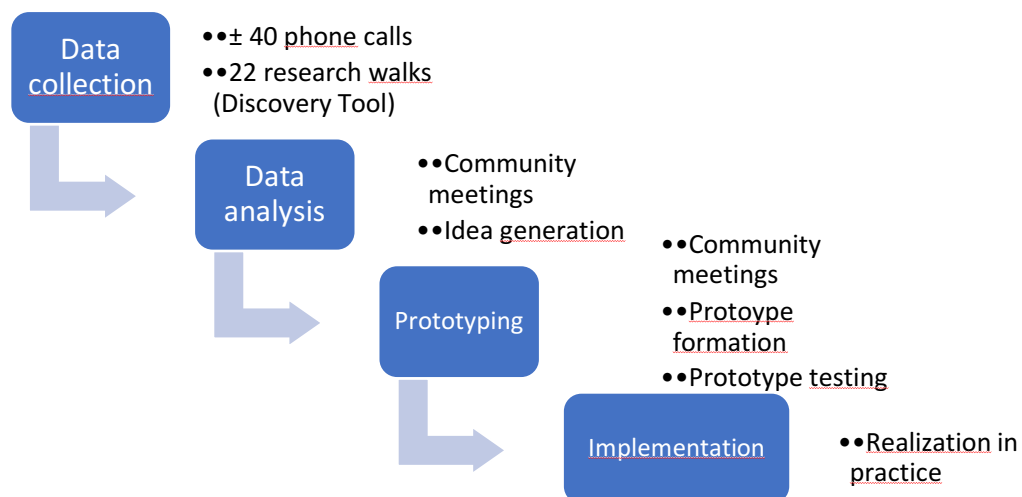 Data
collection
••± 40 phone calls
••22 research walks
(Discovery Tool)
Data
analysis
••Community
meetings
••Idea generation
Prototyping
••Community
meetings
••Protoype
formation
••Prototype testing
Implementation
••Realization in
practice